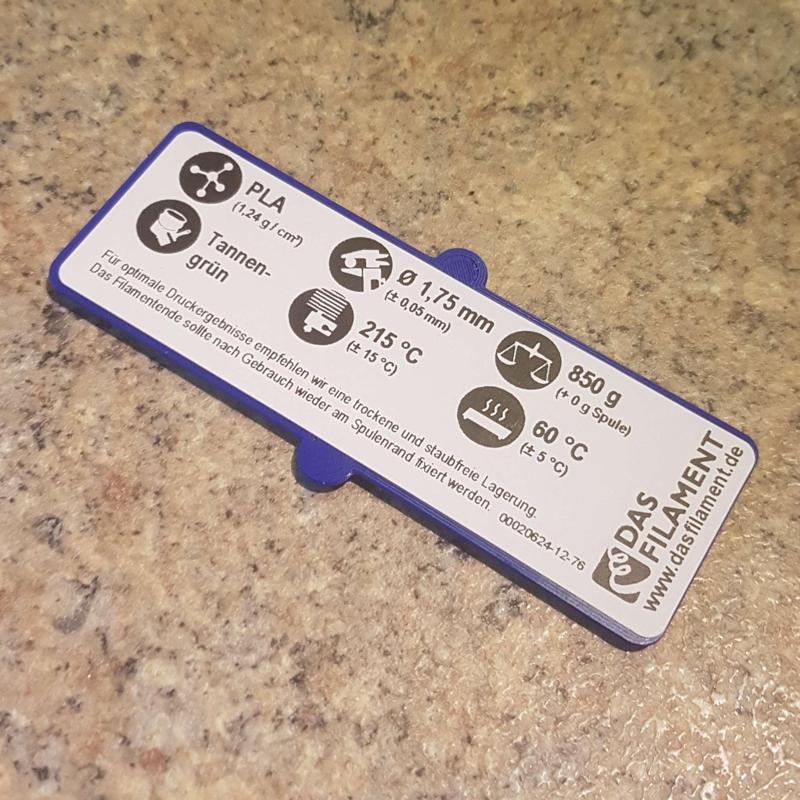 PLA
(1,24 g / cm³)
Tannen-
grün
Ø 1,75 mm
(± 0,05 mm)
215 °C
(± 15 °C)
850 g
(+ 0 g Spule)
60 °C
(± 5 °C)
Für optimale Druckergebnisse empfehlen wir eine trockene und staubfreie Lagerung.
Das Filamentende sollte nach Gebrauch wieder am Spulenrand fixiert werden. 00020624-12-76
DAS
FILAMENT
www.dasfilament.de